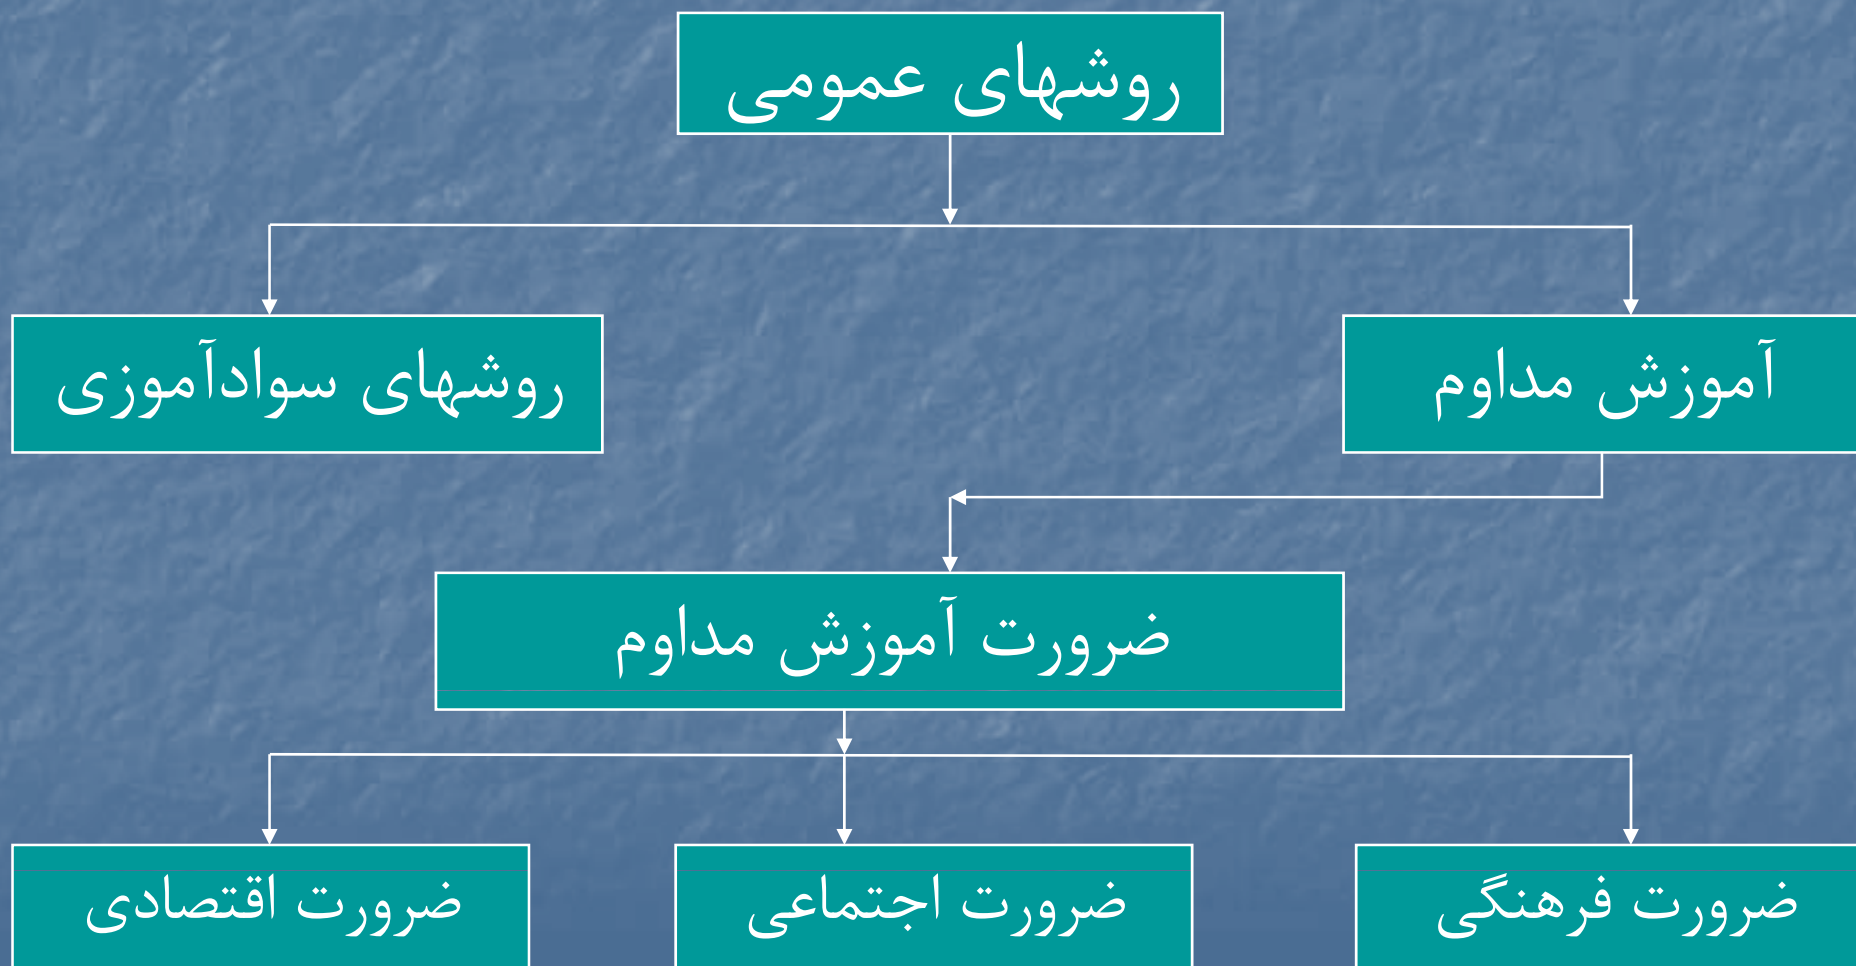 روشهای عمومی
آموزش مداوم
روشهای سوادآموزی
ضرورت آموزش مداوم
ضرورت فرهنگی
ضرورت اجتماعی
ضرورت اقتصادی